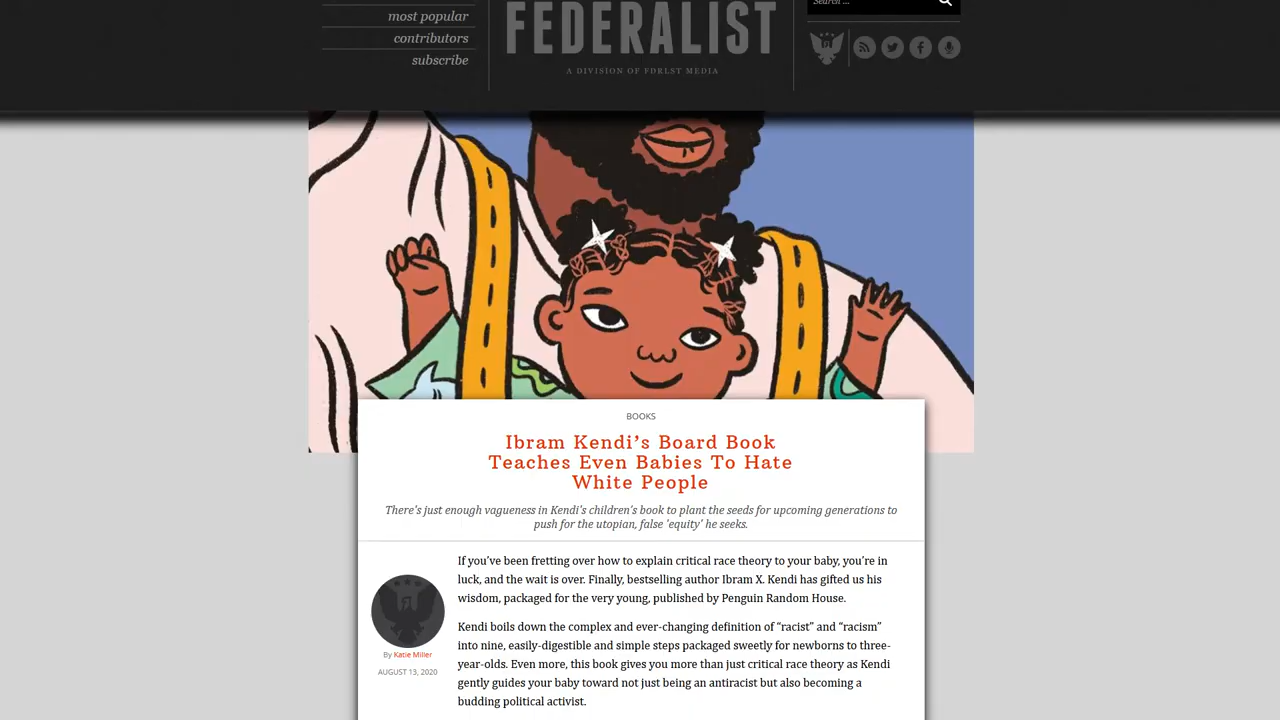 most popular
contributors
subscribe
FEDERALIST
A DIVISION OF FDRLST MEDIA
Search ...
BOOKS
Ibram Kendi’s Board Book
Teaches Even Babies To Hate
White People
There's just enough vagueness in Kendi's children's book to plant the seeds for upcoming generations to
push for the utopian, false 'equity' he seeks.
By Katie Miller
AUGUST 13, 2020
If you’ve been fretting over how to explain critical race theory to your baby, you’re in
luck, and the wait is over. Finally, bestselling author Ibram X. Kendi has gifted us his
wisdom, packaged for the very young, published by Penguin Random House.
Kendi boils down the complex and ever-changing definition of “racist” and “racism”
into nine, easily-digestible and simple steps packaged sweetly for newborns to three-
year-olds. Even more, this book gives you more than just critical race theory as Kendi
gently guides your baby toward not just being an antiracist but also becoming a
budding political activist.